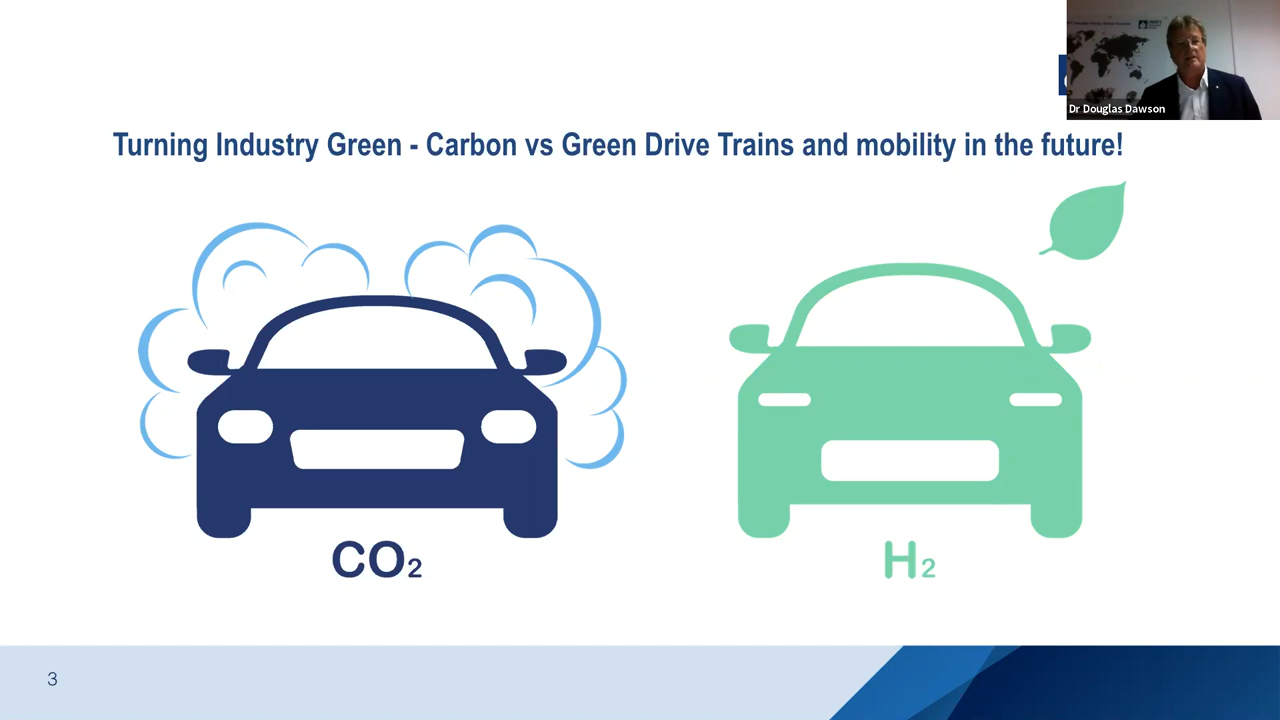 Dr Douglas Dawson
Turning Industry Green - Carbon vs Green Drive Trains and mobility in the future!
CO₂
H₂
3